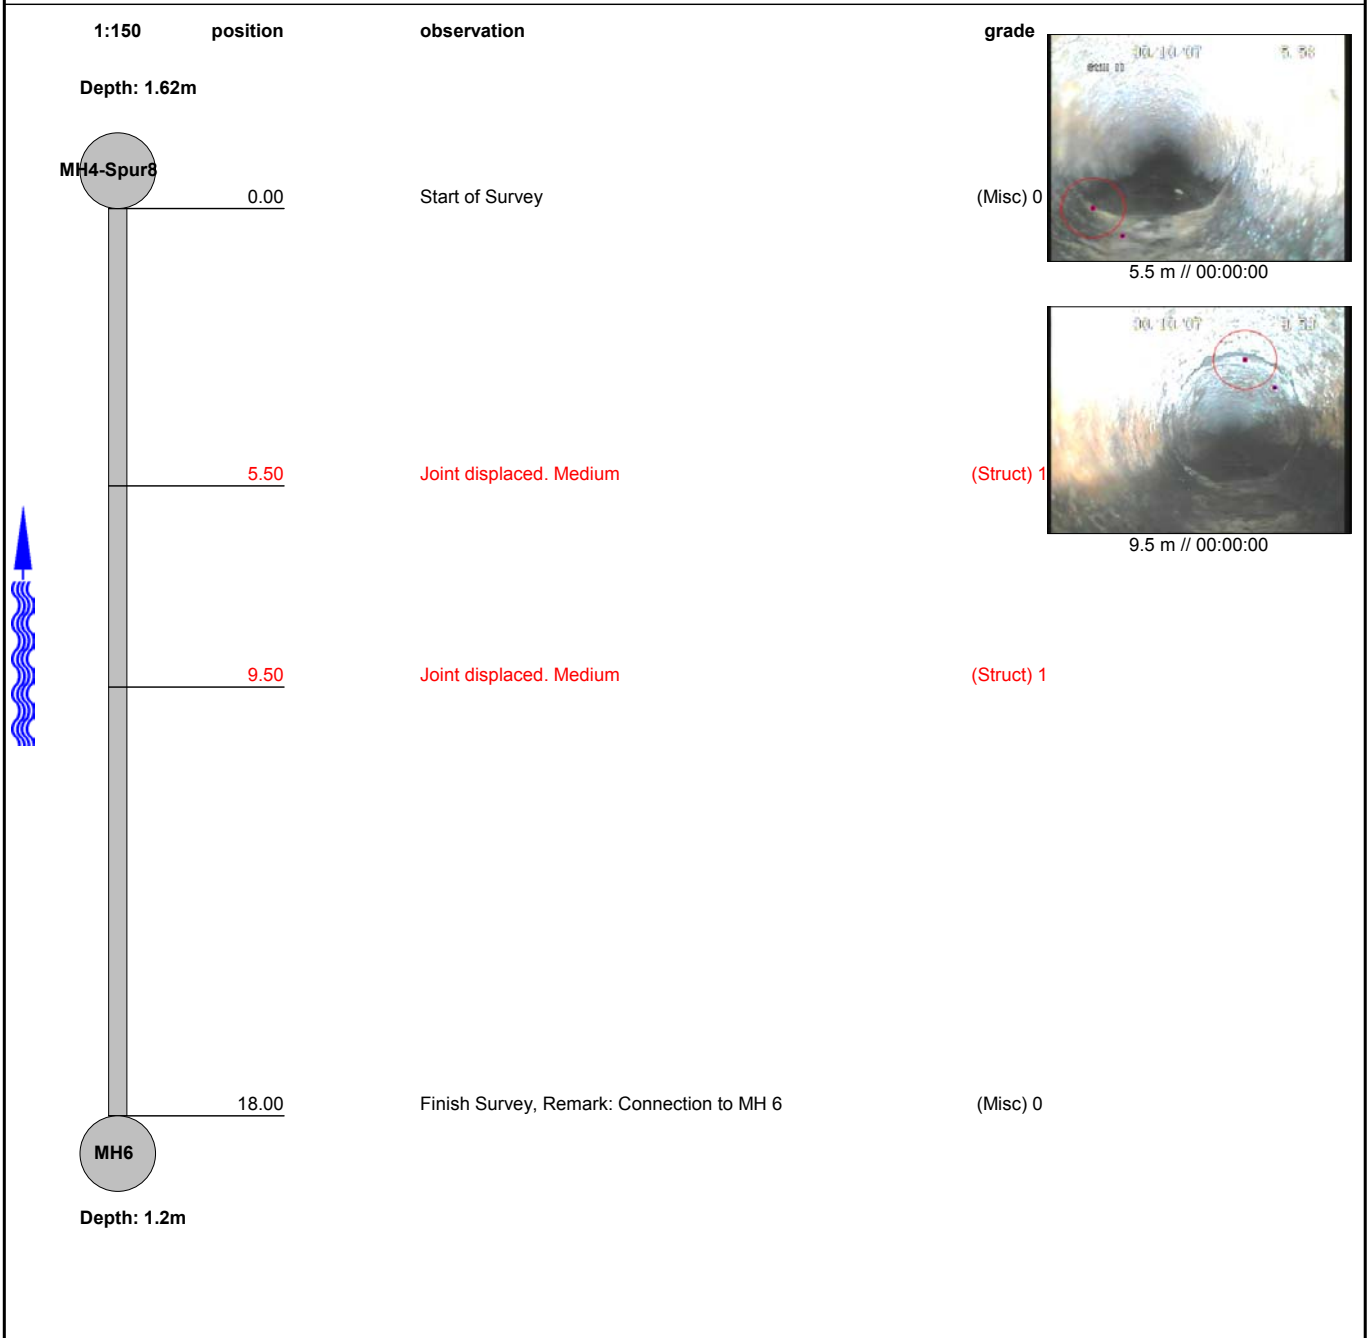 1:150 position observation grade
Depth: 1.62m
MH4-Spur8
0.00 Start of Survey (Misc) 0
5.5 m // 00:00:00
5.50 Joint displaced. Medium (Struct) 1
9.5 m // 00:00:00
9.50 Joint displaced. Medium (Struct) 1
18.00 Finish Survey, Remark: Connection to MH 6 (Misc) 0
MH6
Depth: 1.2m